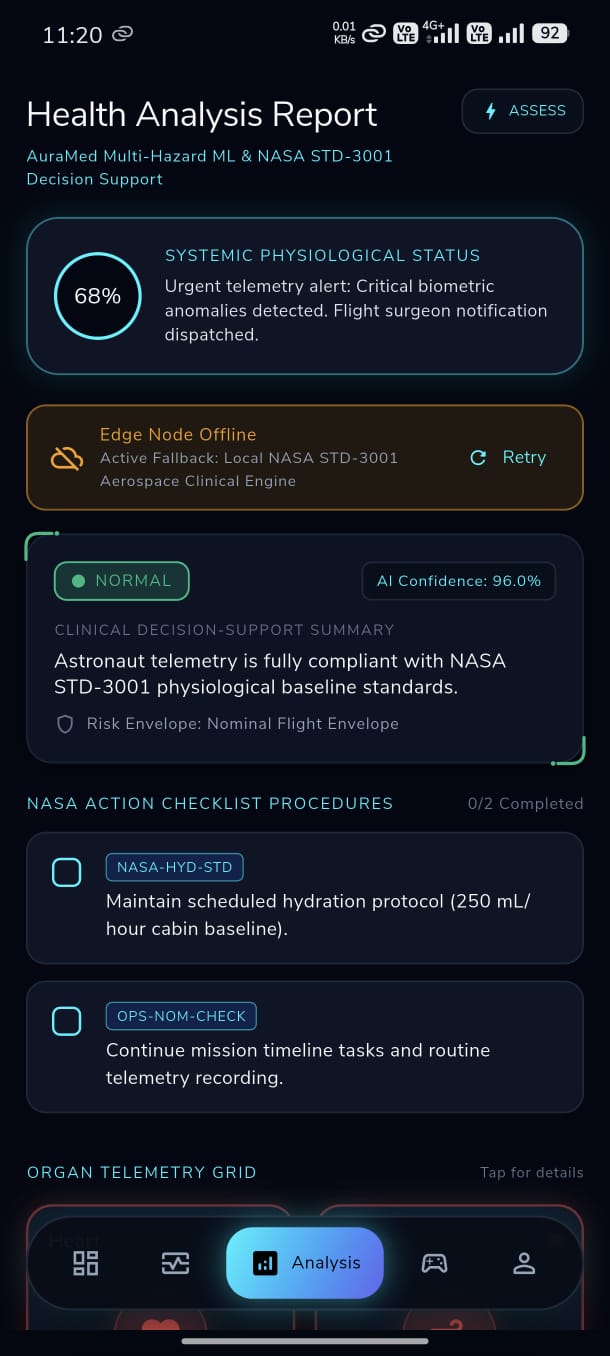 11:20
0.01
KB/s
Vo
LTE
4G+
Vo
LTE
92
Health Analysis Report
ASSESS
AuraMed Multi-Hazard ML & NASA STD-3001
Decision Support
68%
SYSTEMIC PHYSIOLOGICAL STATUS
Urgent telemetry alert: Critical biometric
anomalies detected. Flight surgeon notification
dispatched.
Edge Node Offline
Active Fallback: Local NASA STD-3001
Aerospace Clinical Engine
Retry
NORMAL
AI Confidence: 96.0%
CLINICAL DECISION-SUPPORT SUMMARY
Astronaut telemetry is fully compliant with NASA
STD-3001 physiological baseline standards.
Risk Envelope: Nominal Flight Envelope
NASA ACTION CHECKLIST PROCEDURES
0/2 Completed
NASA-HYD-STD
Maintain scheduled hydration protocol (250 mL/
hour cabin baseline).
OPS-NOM-CHECK
Continue mission timeline tasks and routine
telemetry recording.
ORGAN TELEMETRY GRID
Tap for details
Heart
Analysis